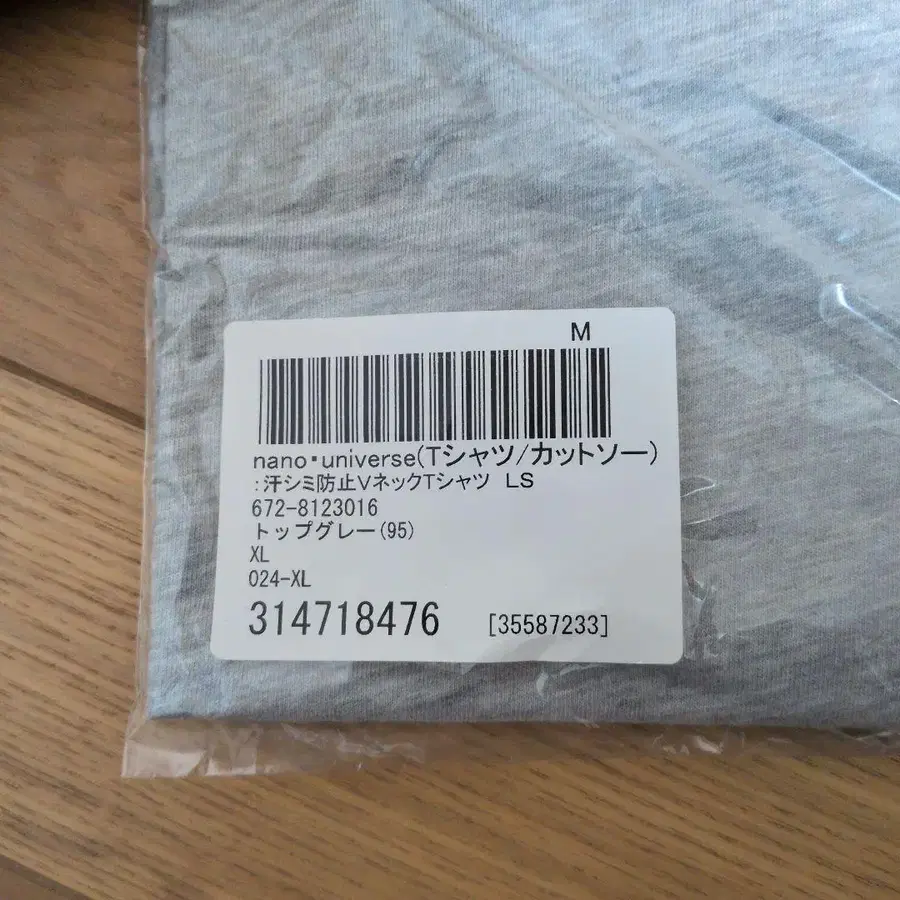 M
nano・universe(Tシャツ/カットソー)
:汗シミ防止VネックTシャツ LS
672-8123016
トップグレー(95)
XL
024-XL
314718476 [35587233]